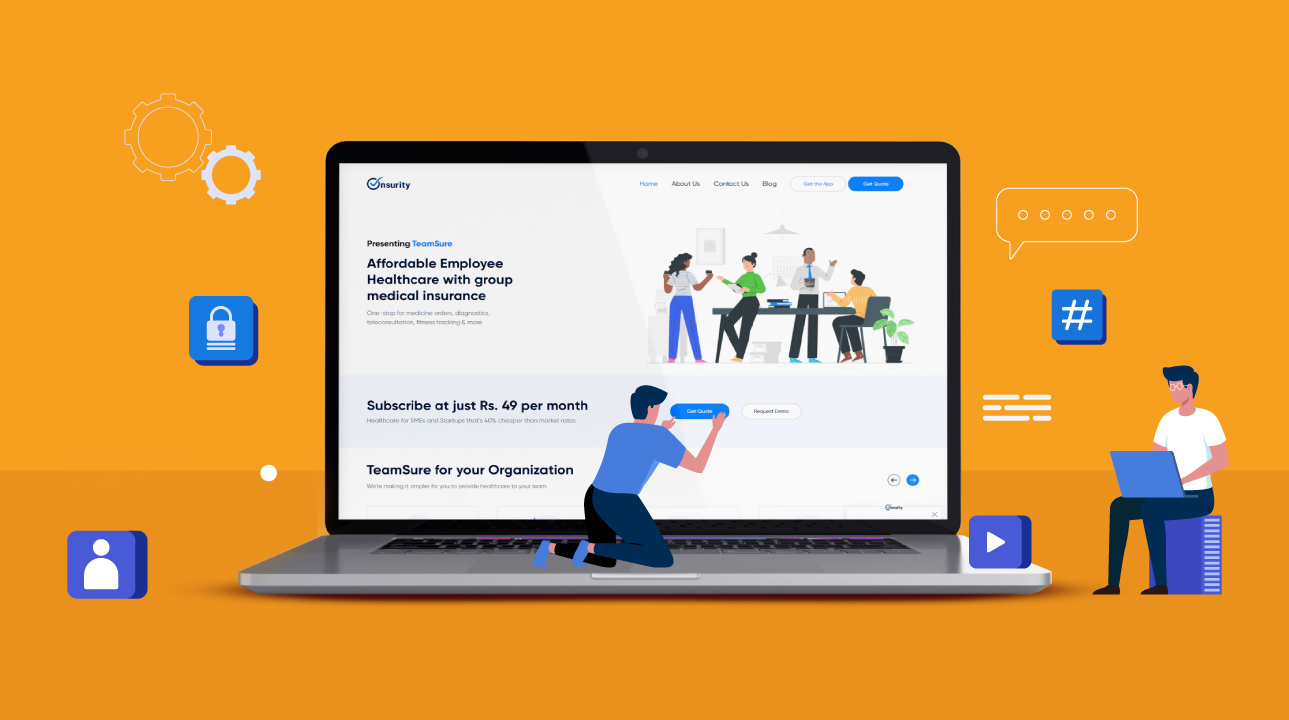 Onsurity
Home About Us Contact Us Blog Get the App Get Quote
Presenting TeamSure
Affordable Employee
Healthcare with group
medical insurance
One-stop for medicine orders, diagnostics,
teleconsultation, fitness tracking & more
Subscribe at just Rs. 49 per month
Healthcare for SMEs and Startups that's 40% cheaper than market rates
Get Quote Request Demo
TeamSure for your Organization
We're making it simpler for you to provide healthcare to your team
Onsurity
#